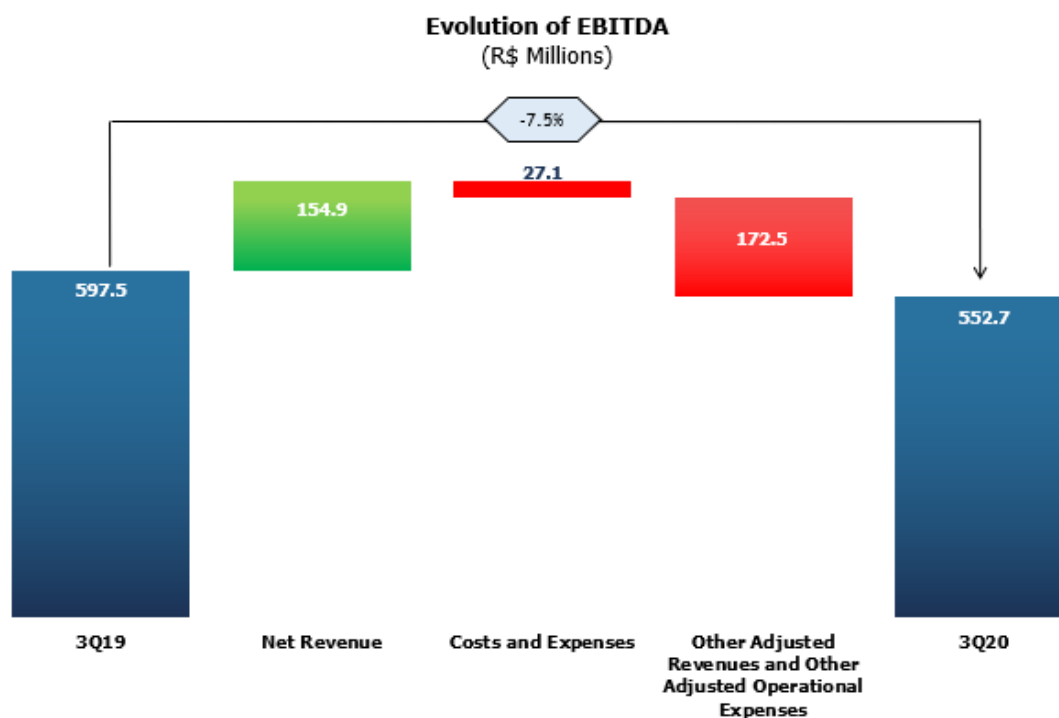 Evolution of EBITDA
(R$ Millions)
-7.5%
27.1
154.9
172.5
597.5
552.7
3Q19
Net Revenue
Costs and Expenses
Other Adjusted
Revenues and Other
Adjusted Operational
Expenses
3Q20